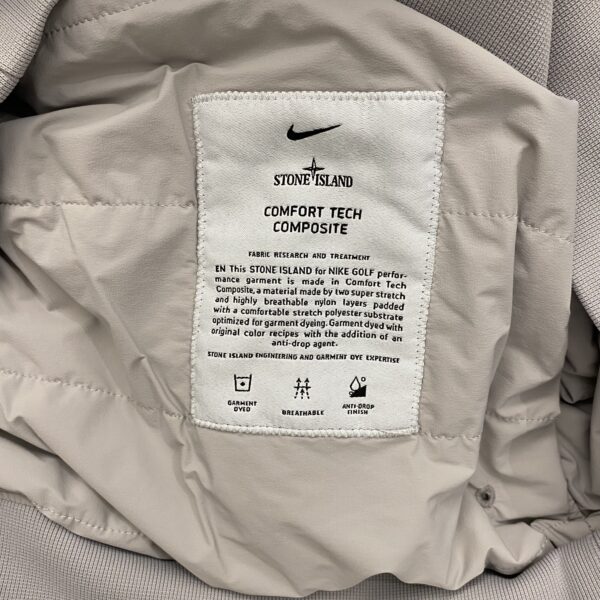 STONE ISLAND
COMFORT TECH
COMPOSITE
FABRIC RESEARCH AND TREATMENT
EN This STONE ISLAND for NIKE GOLF perfor-
mance garment is made in Comfort Tech
Composite, a material made by two super stretch
and highly breathable nylon layers padded
with a comfortable stretch polyester substrate
optimized for garment dyeing. Garment dyed with
original color recipes with the addition of an
anti-drop agent.
STONE ISLAND ENGINEERING AND GARMENT DYE EXPERTISE
GARMENT
DYED
BREATHABLE
ANTI-DROP
FINISH